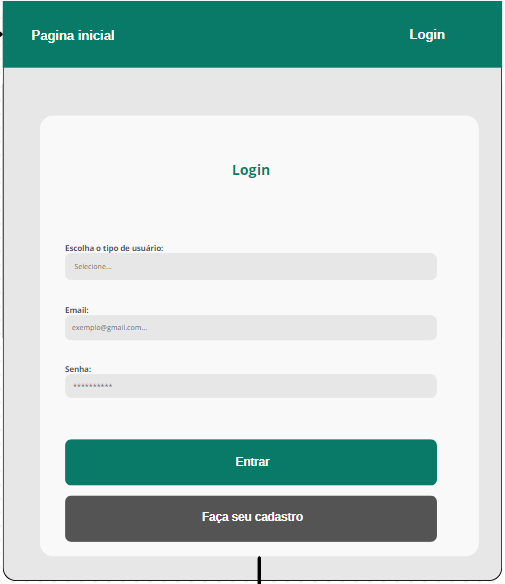 Pagina inicial
Login
Login
Escolha o tipo de usuário:
Selecione...
Email:
exemplo@gmail.com...
Senha:
**********
Entrar
Faça seu cadastro